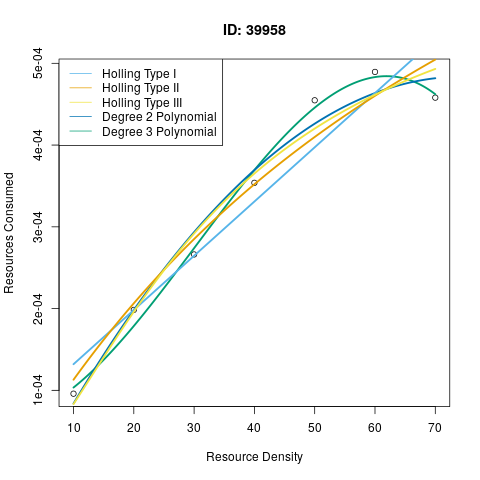 ID: 39958
Holling Type I
Holling Type II
Holling Type III
Degree 2 Polynomial
Degree 3 Polynomial
Resources Consumed
5e-04
4e-04
3e-04
2e-04
1e-04
10 20 30 40 50 60 70
Resource Density